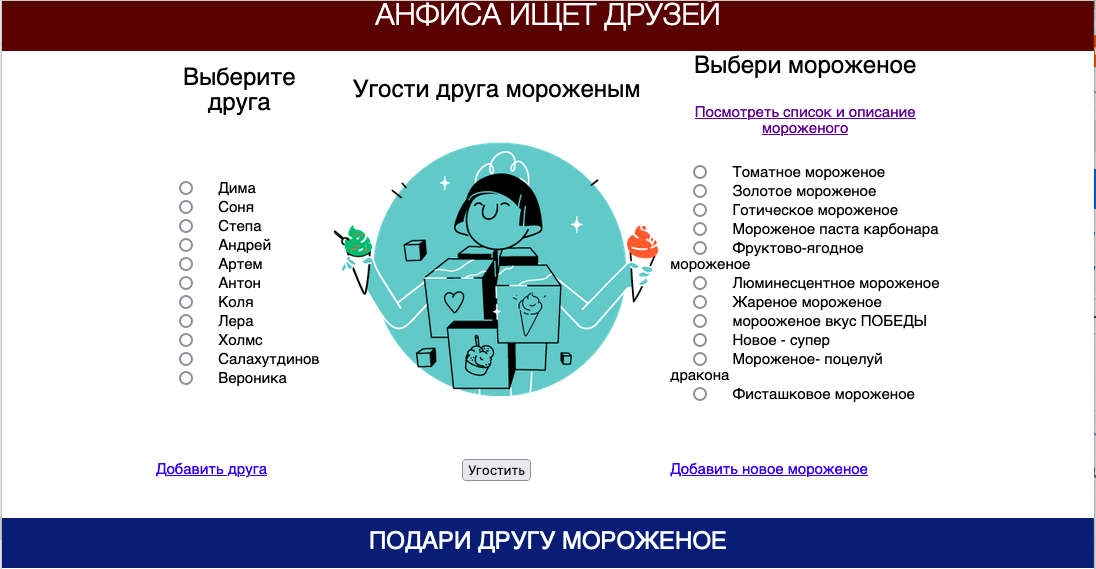 АНФИСА ИЩЕТ ДРУЗЕЙ
Выберите
друга
Дима
Соня
Степа
Андрей
Артем
Антон
Коля
Лера
Холмс
Салахутдинов
Вероника
Добавить друга
Угости друга мороженым
Угостить
Выбери мороженое
Посмотреть список и описание
мороженого
Томатное мороженое
Золотое мороженое
Готическое мороженое
Мороженое паста карбонара
Фруктово-ягодное
мороженое
Люминесцентное мороженое
Жареное мороженое
морооженое вкус ПОБЕДЫ
Новое - супер
Мороженое- поцелуй
дракона
Фисташковое мороженое
Добавить новое мороженое
ПОДАРИ ДРУГУ МОРОЖЕНОЕ